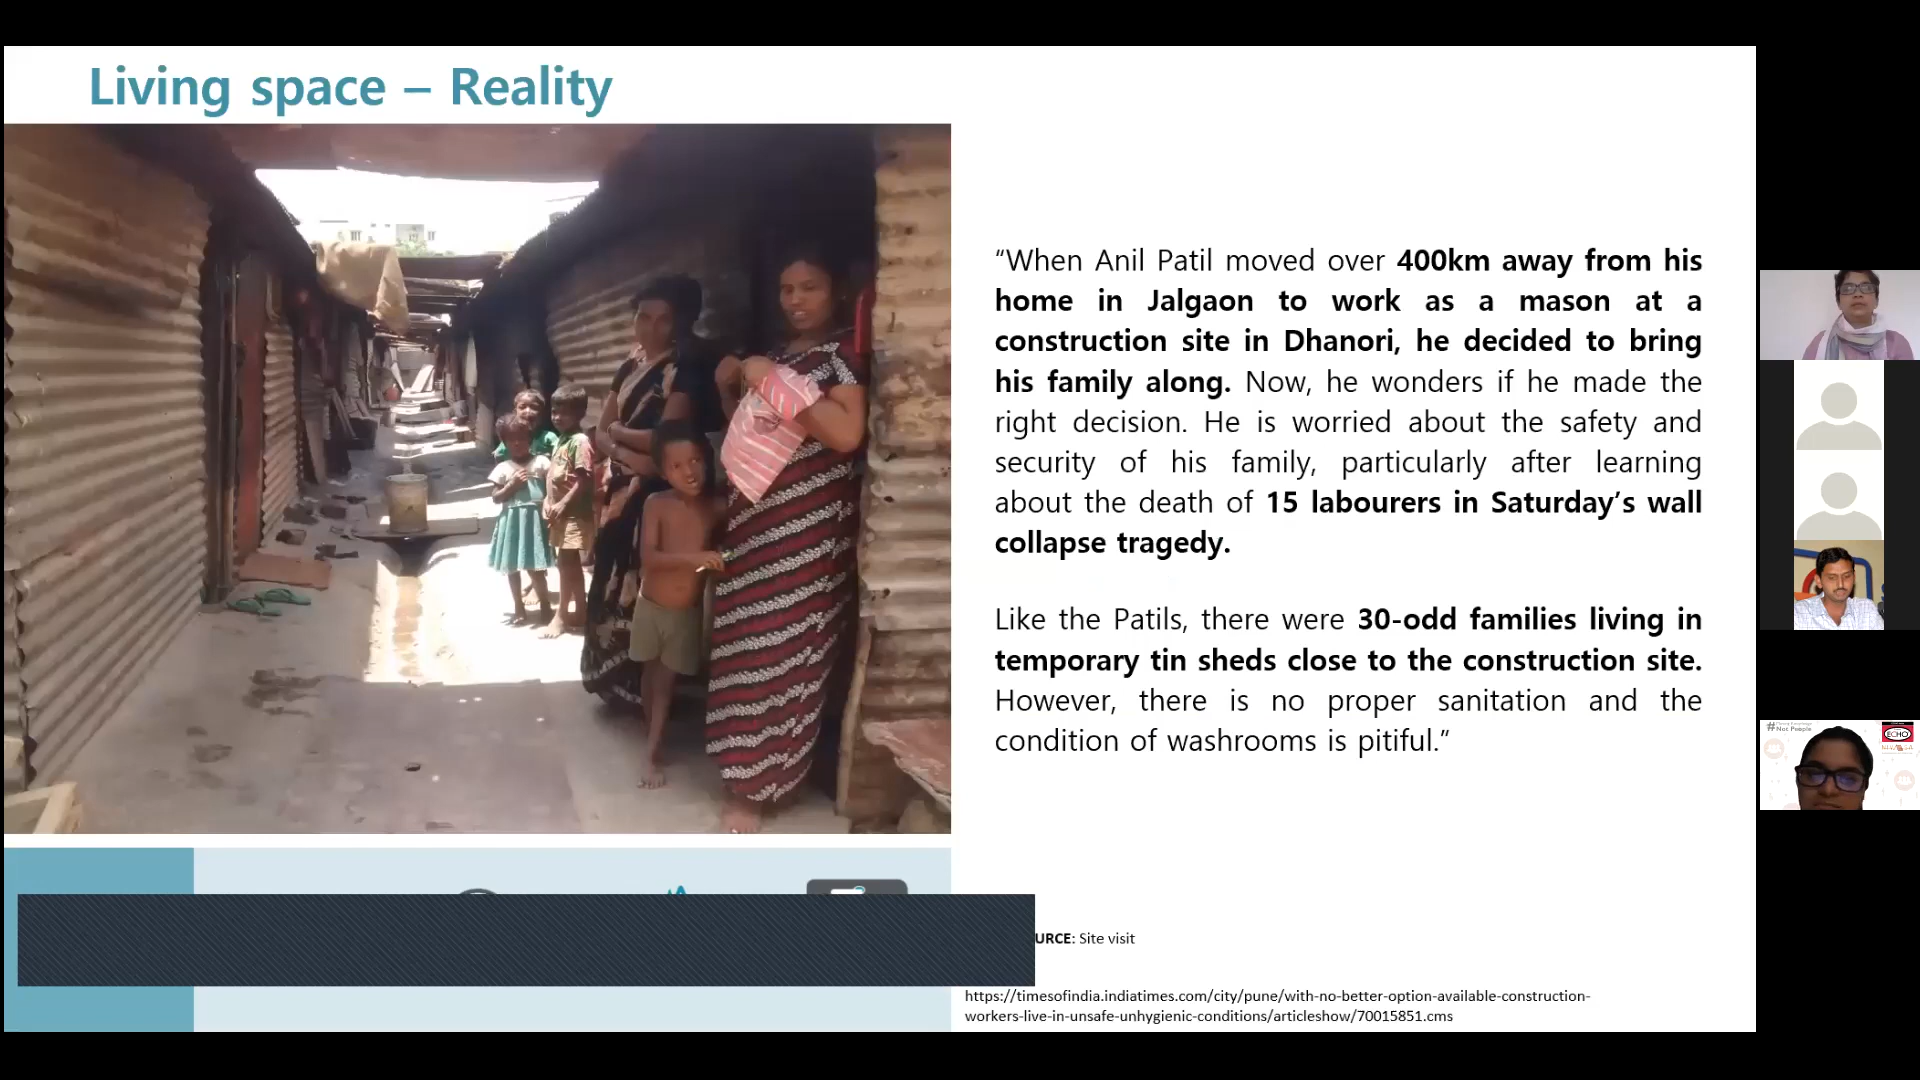 Living space – Reality
“When Anil Patil moved over 400km away from his
home in Jalgaon to work as a mason at a
construction site in Dhanori, he decided to bring
his family along. Now, he wonders if he made the
right decision. He is worried about the safety and
security of his family, particularly after learning
about the death of 15 labourers in Saturday’s wall
collapse tragedy.
Like the Patils, there were 30-odd families living in
temporary tin sheds close to the construction site.
However, there is no proper sanitation and the
condition of washrooms is pitiful.”
URCE: Site visit
https://timesofindia.indiatimes.com/city/pune/with-no-better-option-available-construction-
workers-live-in-unsafe-unhygienic-conditions/articleshow/70015851.cms
Not People
ECHO